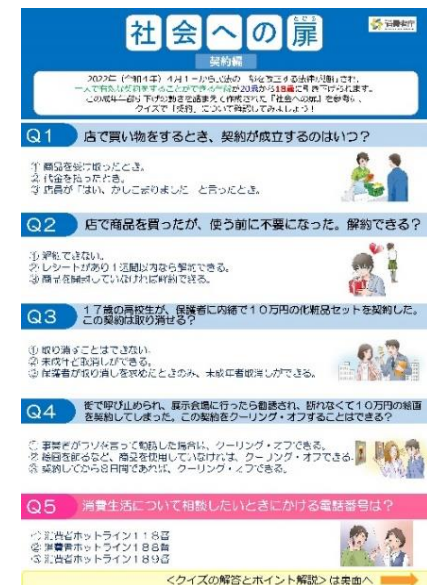 社会への扉
とびら
消費者庁
契約編
2022年（令和4年）4月1日から民法の一部を改正する法律が施行され、
一人で有効な契約をすることができる年齢が20歳から18歳に引き下げられます。
この成年年齢引下げの動きを踏まえて作成された『社会への扉』を参考に、
クイズで「契約」について確認してみましょう！
Q1 店で買い物をするとき、契約が成立するのはいつ？
① 商品を受け取ったとき。
② 代金を払ったとき。
③ 店員が「はい、かしこまりました」と言ったとき。
Q2 店で商品を買ったが、使う前に不要になった。解約できる？
① 解約できない。
② レシートがあり1週間以内なら解約できる。
③ 商品を開封していなければ解約できる。
Q3 17歳の高校生が、保護者に内緒で10万円の化粧品セットを契約した。
この契約は取り消せる？
① 取り消すことはできない。
② 未成年者取消しができる。
③ 保護者が取り消しを求めたときのみ、未成年者取消しができる。
Q4 街で呼び止められ、展示会場に行ったら勧誘され、断れなくて10万円の絵画
を契約してしまった。この契約をクーリング・オフすることはできる？
① 事業者がウソを言って勧誘した場合は、クーリング・オフできる。
② 絵画を飾るなど、商品を使用していなければ、クーリング・オフできる。
③ 契約してから8日間であれば、クーリング・オフできる。
Q5 消費生活について相談したいときにかける電話番号は？
① 消費者ホットライン118番
② 消費者ホットライン188番
③ 消費者ホットライン189番
<クイズの解答とポイント解説>は裏面へ